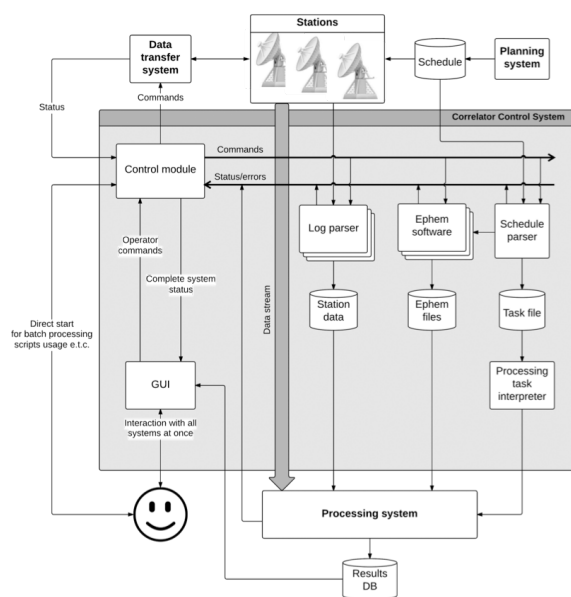 Stations
Data
transfer
system
Schedule
Planning
system
Status
Commands
Correlator Control System
Control module
Commands
Status/errors
Log parser
Ephem
software
Schedule
parser
Operator
commands
Complete system
status
Data stream
Station
data
Ephem
files
Task file
Direct start
for batch processing
scripts usage e.t.c.
GUI
Processing
task
interpreter
Interaction with all
systems at once
Processing system
Results
DB